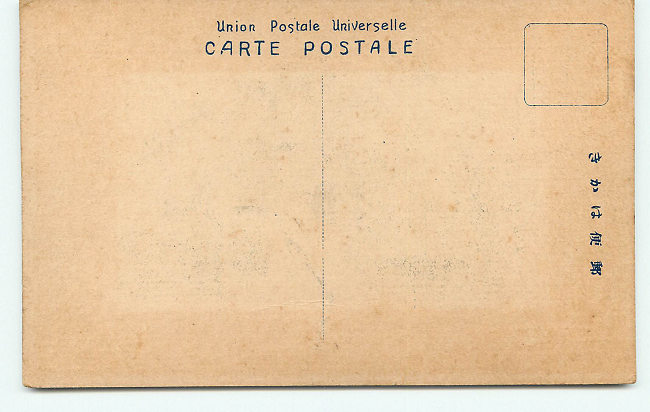 Union Postale Universelle
CARTE POSTALE
郵便はかき